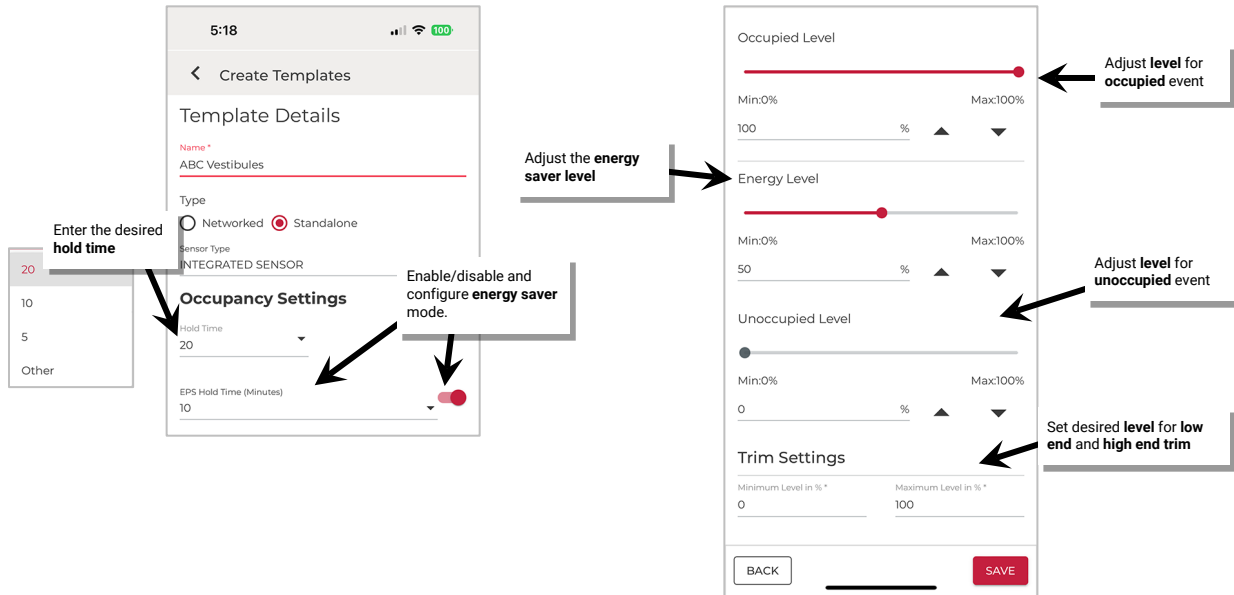 5:18
100
Create Templates
Template Details
Name *
ABC Vestibules
Type
Networked
Standalone
Sensor Type
INTEGRATED SENSOR
Occupancy Settings
Hold Time
20
EPS Hold Time (Minutes)
10
Enter the desired
hold time
20
10
5
Other
Enable/disable and
configure energy saver
mode.
Occupied Level
Min:0% Max:100%
100 %
Energy Level
Min:0% Max:100%
50 %
Unoccupied Level
Min:0% Max:100%
0 %
Trim Settings
Minimum Level in % * Maximum Level in % *
0 100
BACK SAVE
Adjust the energy
saver level
Adjust level for
occupied event
Adjust level for
unoccupied event
Set desired level for low
end and high end trim